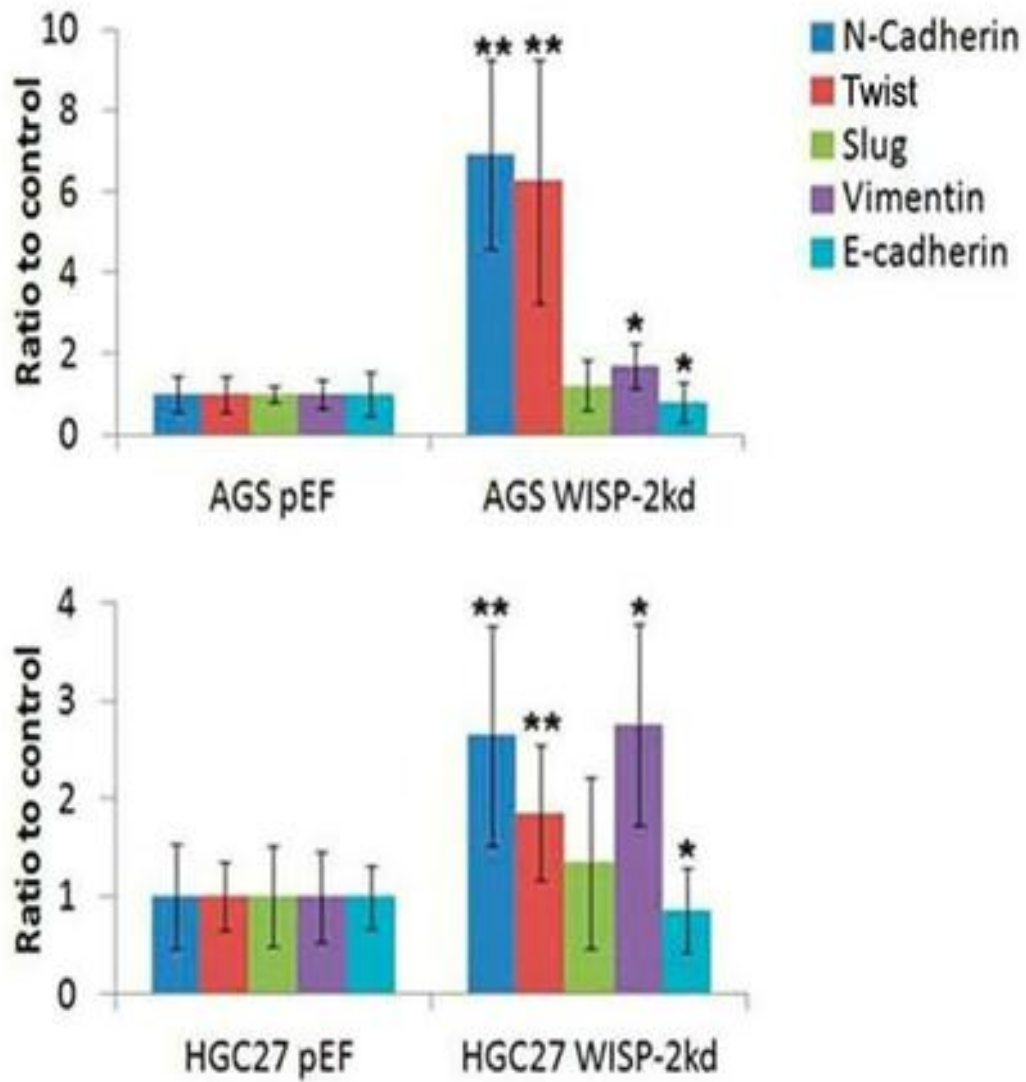 10
8
6
4
2
0
Ratio to control
** **
*
*
AGS pEF
AGS WISP-2kd
N-Cadherin
Twist
Slug
Vimentin
E-cadherin
4
3
2
1
0
Ratio to control
**
**
*
*
HGC27 pEF
HGC27 WISP-2kd